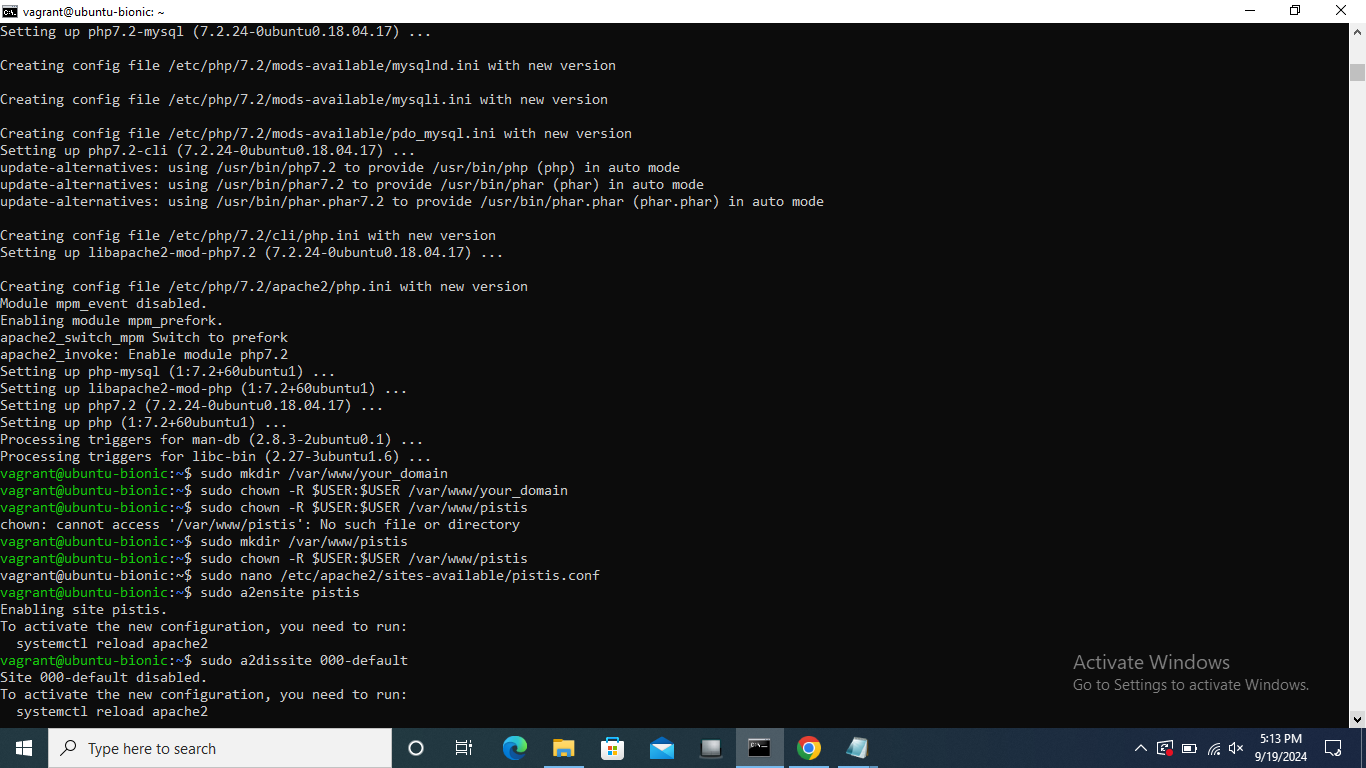 vagrant@ubuntu-bionic: ~
Setting up php7.2-mysql (7.2.24-0ubuntu0.18.04.17) ...
Creating config file /etc/php/7.2/mods-available/mysqlnd.ini with new version
Creating config file /etc/php/7.2/mods-available/mysqli.ini with new version
Creating config file /etc/php/7.2/mods-available/pdo_mysql.ini with new version
Setting up php7.2-cli (7.2.24-0ubuntu0.18.04.17) ...
update-alternatives: using /usr/bin/php7.2 to provide /usr/bin/php (php) in auto mode
update-alternatives: using /usr/bin/phar7.2 to provide /usr/bin/phar (phar) in auto mode
update-alternatives: using /usr/bin/phar.phar7.2 to provide /usr/bin/phar.phar (phar.phar) in auto mode
Creating config file /etc/php/7.2/cli/php.ini with new version
Setting up libapache2-mod-php7.2 (7.2.24-0ubuntu0.18.04.17) ...
Creating config file /etc/php/7.2/apache2/php.ini with new version
Module mpm_event disabled.
Enabling module mpm_prefork.
apache2_switch_mpm Switch to prefork
apache2_invoke: Enable module php7.2
Setting up php-mysql (1:7.2+60ubuntu1) ...
Setting up libapache2-mod-php (1:7.2+60ubuntu1) ...
Setting up php7.2 (7.2.24-0ubuntu0.18.04.17) ...
Setting up php (1:7.2+60ubuntu1) ...
Processing triggers for man-db (2.8.3-2ubuntu0.1) ...
Processing triggers for libc-bin (2.27-3ubuntu1.6) ...
vagrant@ubuntu-bionic:~$ sudo mkdir /var/www/your_domain
vagrant@ubuntu-bionic:~$ sudo chown -R $USER:$USER /var/www/your_domain
vagrant@ubuntu-bionic:~$ sudo chown -R $USER:$USER /var/www/pistis
chown: cannot access '/var/www/pistis': No such file or directory
vagrant@ubuntu-bionic:~$ sudo mkdir /var/www/pistis
vagrant@ubuntu-bionic:~$ sudo chown -R $USER:$USER /var/www/pistis
vagrant@ubuntu-bionic:~$ sudo nano /etc/apache2/sites-available/pistis.conf
vagrant@ubuntu-bionic:~$ sudo a2ensite pistis
Enabling site pistis.
To activate the new configuration, you need to run:
  systemctl reload apache2
vagrant@ubuntu-bionic:~$ sudo a2dissite 000-default
Site 000-default disabled.
To activate the new configuration, you need to run:
  systemctl reload apache2
Activate Windows
Go to Settings to activate Windows.
Type here to search
5:13 PM
9/19/2024